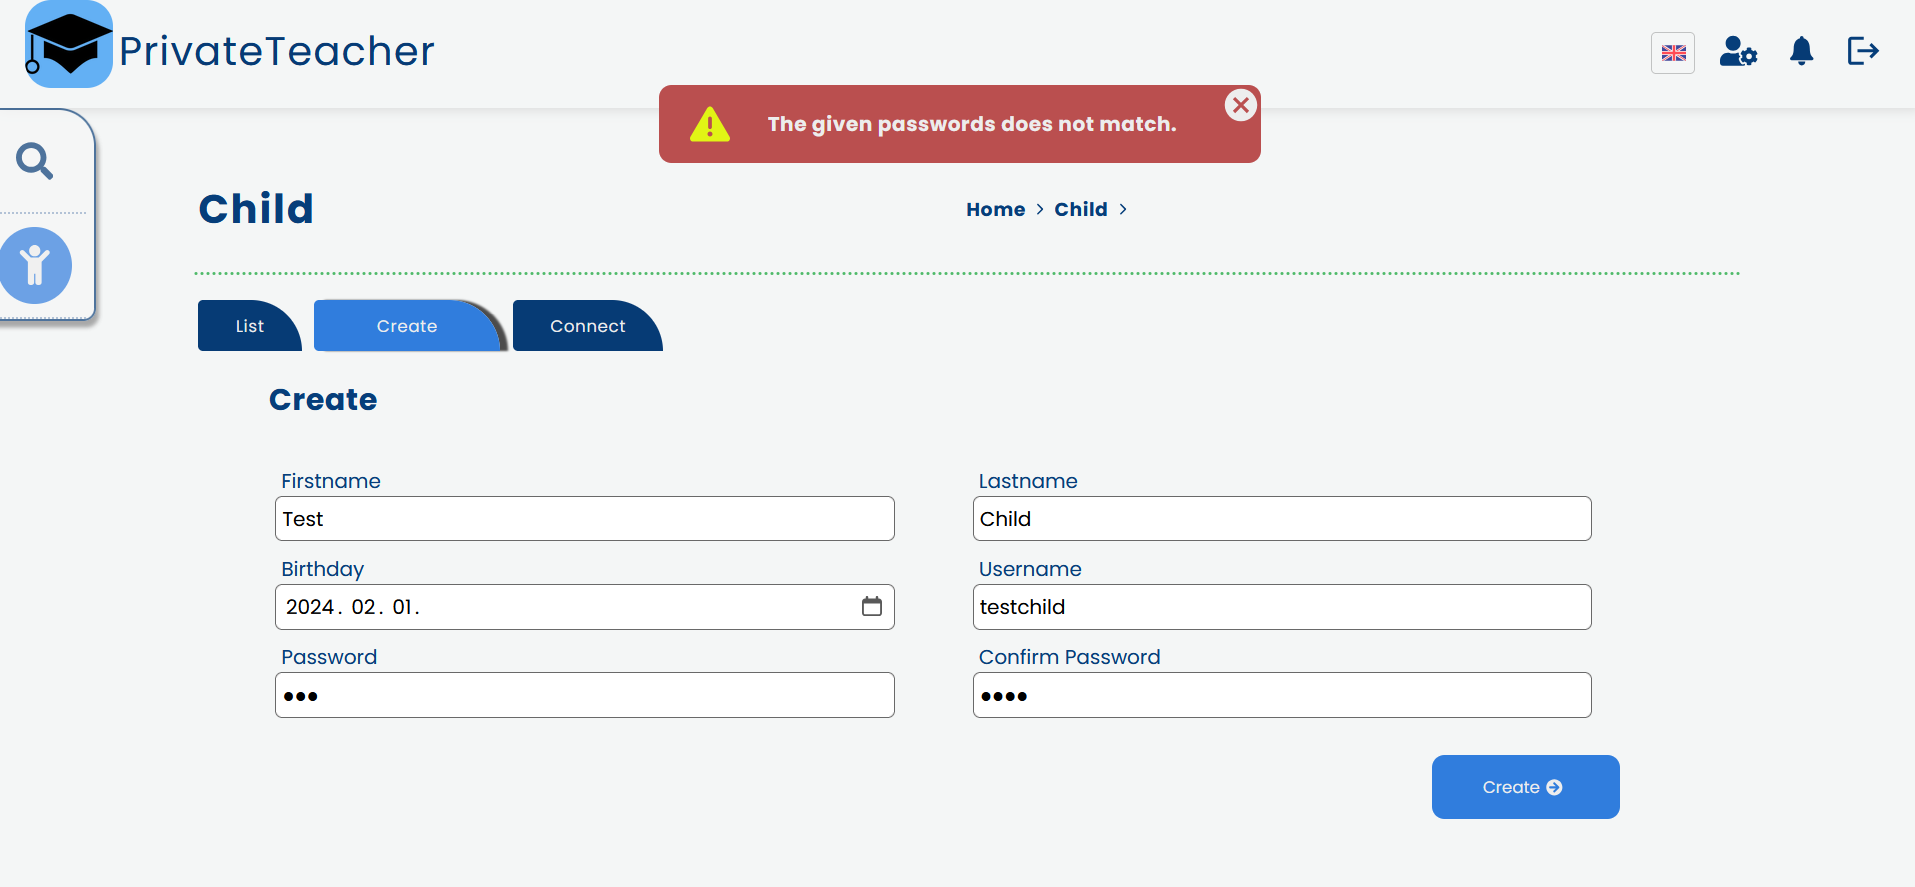 PrivateTeacher
The given passwords does not match.
Child
Home > Child >
List
Create
Connect
Create
Firstname
Lastname
Test
Child
Birthday
Username
2024. 02. 01.
testchild
Password
Confirm Password
•••
••••
Create